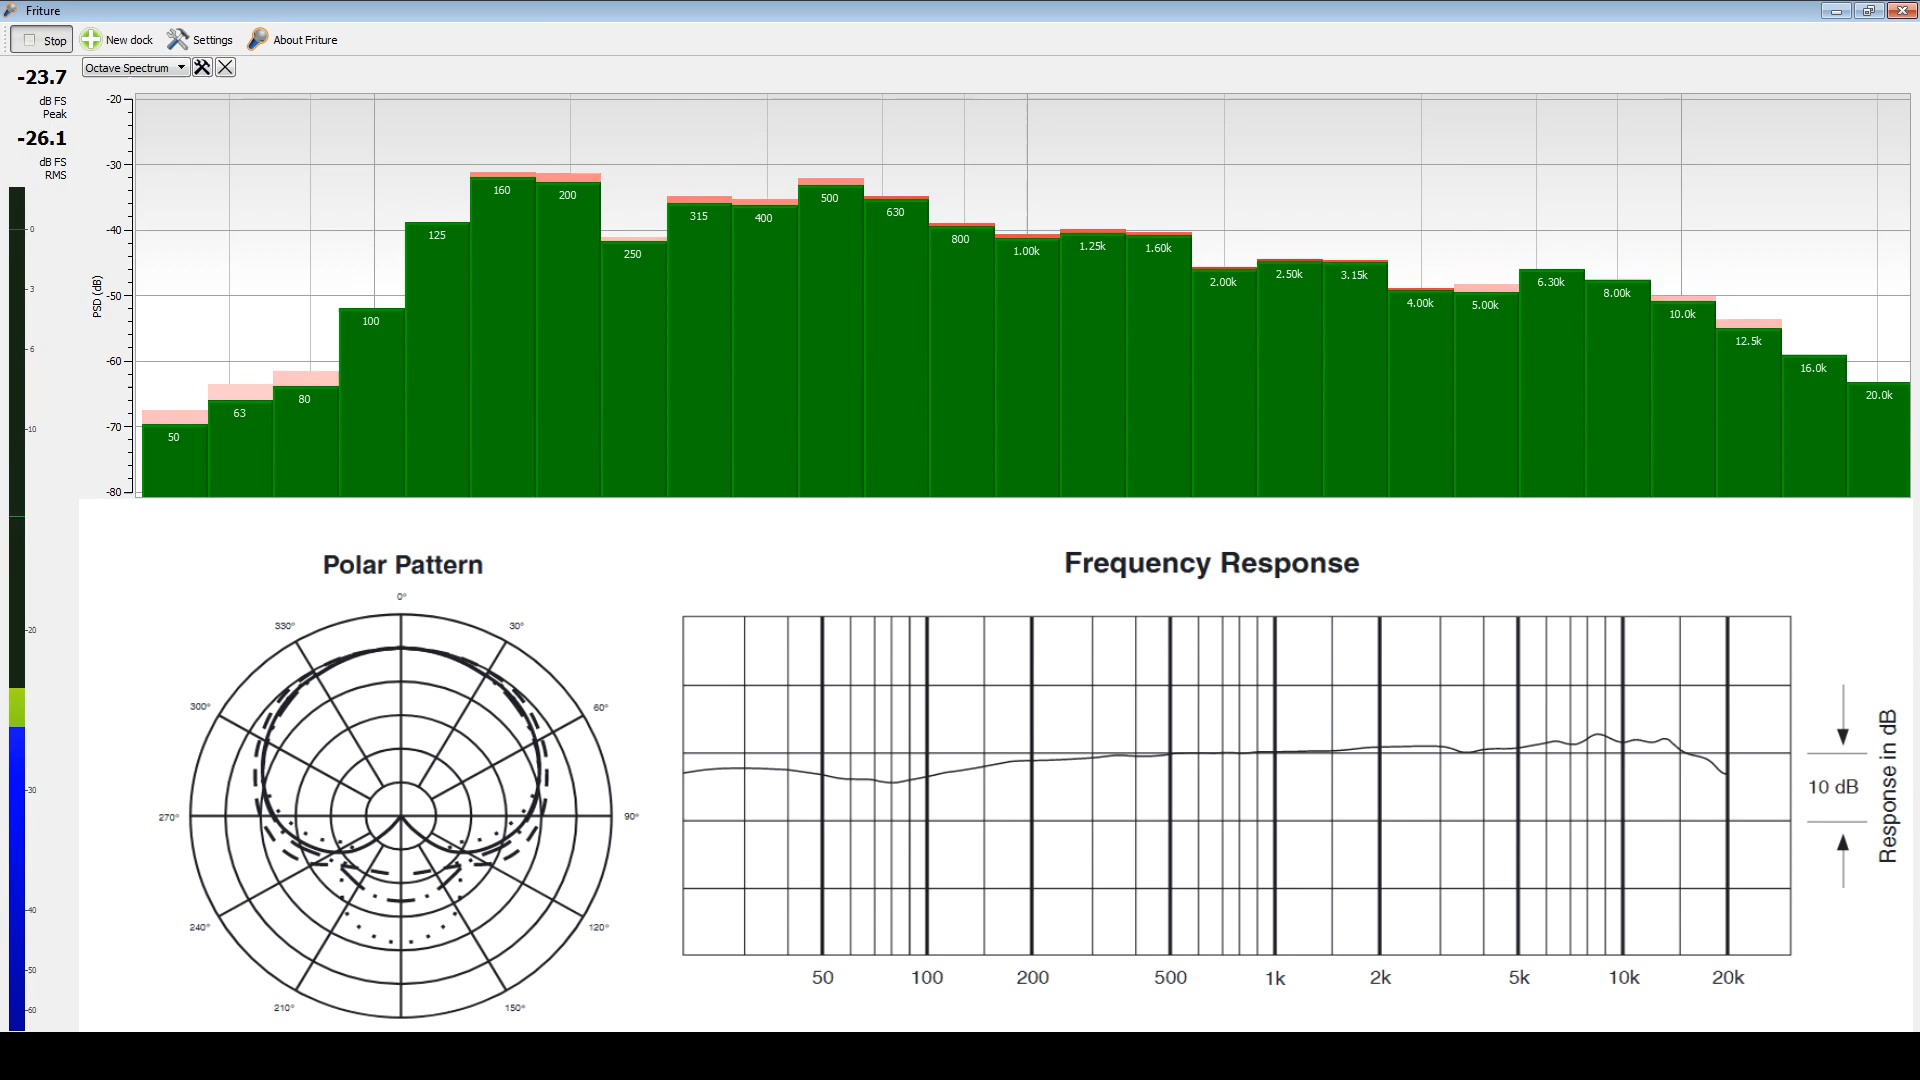 Friture
Stop New dock Settings About Friture
-23.7
dB FS
Peak
-26.1
dB FS
RMS
0
3
6
10
20
30
40
50
60
Octave Spectrum
PSD (dB)
-20
-30
-40
-50
-60
-70
-80
50 63 80 100 125 160 200 250 315 400 500 630 800 1.00k 1.25k 1.60k 2.00k 2.50k 3.15k 4.00k 5.00k 6.30k 8.00k 10.0k 12.5k 16.0k 20.0k
Polar Pattern
0°
330° 30°
300° 60°
270° 90°
240° 120°
210° 150°
Frequency Response
50 100 200 500 1k 2k 5k 10k 20k
10 dB
Response in dB